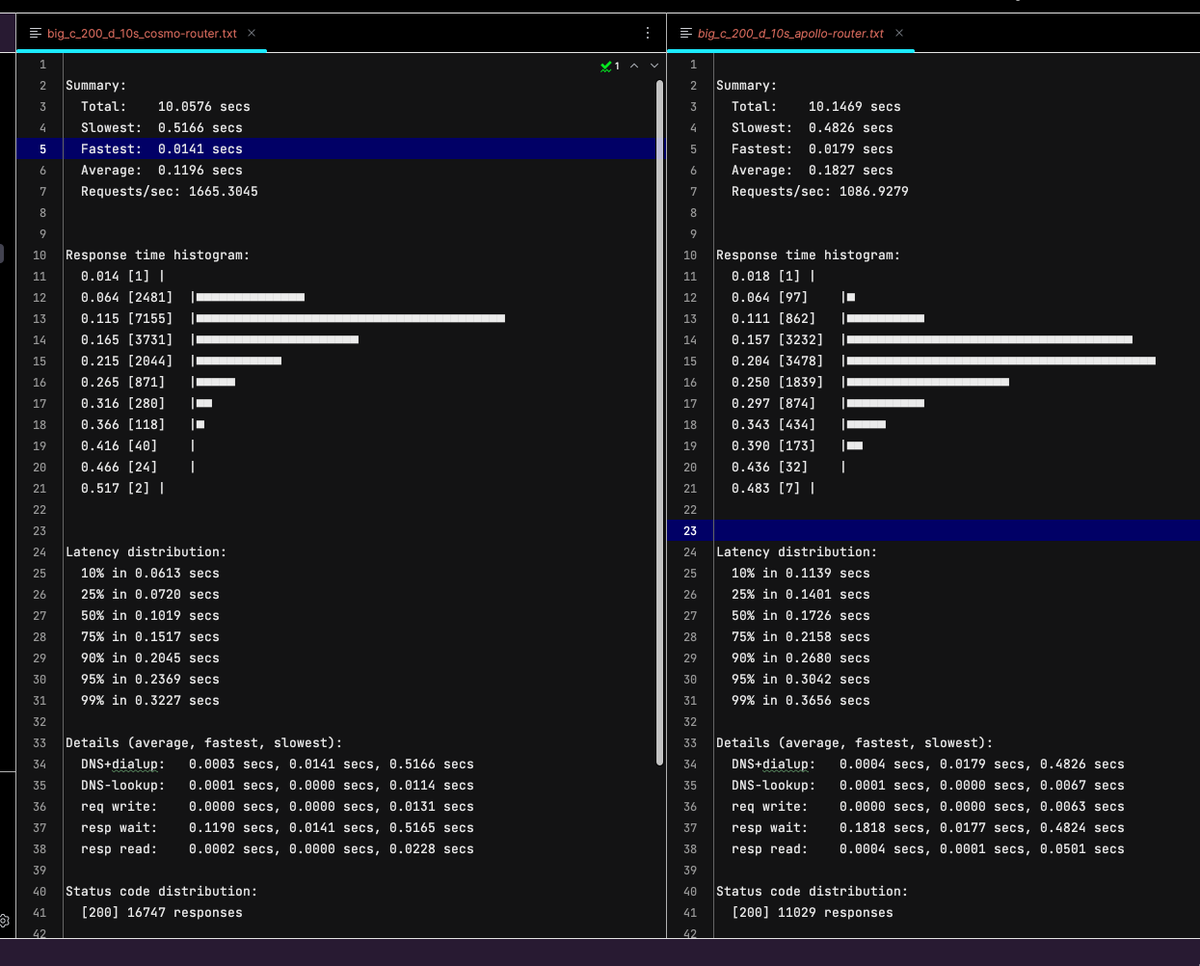 big_c_200_d_10s_cosmo-router.txt
1
1
2 Summary:
3 Total: 10.0576 secs
4 Slowest: 0.5166 secs
5 Fastest: 0.0141 secs
6 Average: 0.1196 secs
7 Requests/sec: 1665.3045
8
9
10 Response time histogram:
11 0.014 [1] |
12 0.064 [2481] |
13 0.115 [7155] |
14 0.165 [3731] |
15 0.215 [2044] |
16 0.265 [871] |
17 0.316 [280] |
18 0.366 [118] |
19 0.416 [40] |
20 0.466 [24] |
21 0.517 [2] |
22
23
24 Latency distribution:
25 10% in 0.0613 secs
26 25% in 0.0720 secs
27 50% in 0.1019 secs
28 75% in 0.1517 secs
29 90% in 0.2045 secs
30 95% in 0.2369 secs
31 99% in 0.3227 secs
32
33 Details (average, fastest, slowest):
34 DNS+dialup: 0.0003 secs, 0.0141 secs, 0.5166 secs
35 DNS-lookup: 0.0001 secs, 0.0000 secs, 0.0114 secs
36 req write: 0.0000 secs, 0.0000 secs, 0.0131 secs
37 resp wait: 0.1190 secs, 0.0141 secs, 0.5165 secs
38 resp read: 0.0002 secs, 0.0000 secs, 0.0228 secs
39
40 Status code distribution:
41 [200] 16747 responses
42
big_c_200_d_10s_apollo-router.txt
1
2 Summary:
3 Total: 10.1469 secs
4 Slowest: 0.4826 secs
5 Fastest: 0.0179 secs
6 Average: 0.1827 secs
7 Requests/sec: 1086.9279
8
9
10 Response time histogram:
11 0.018 [1] |
12 0.064 [97] |
13 0.111 [862] |
14 0.157 [3232] |
15 0.204 [3478] |
16 0.250 [1839] |
17 0.297 [874] |
18 0.343 [434] |
19 0.390 [173] |
20 0.436 [32] |
21 0.483 [7] |
22
23
24 Latency distribution:
25 10% in 0.1139 secs
26 25% in 0.1401 secs
27 50% in 0.1726 secs
28 75% in 0.2158 secs
29 90% in 0.2680 secs
30 95% in 0.3042 secs
31 99% in 0.3656 secs
32
33 Details (average, fastest, slowest):
34 DNS+dialup: 0.0004 secs, 0.0179 secs, 0.4826 secs
35 DNS-lookup: 0.0001 secs, 0.0000 secs, 0.0067 secs
36 req write: 0.0000 secs, 0.0000 secs, 0.0063 secs
37 resp wait: 0.1818 secs, 0.0177 secs, 0.4824 secs
38 resp read: 0.0004 secs, 0.0001 secs, 0.0501 secs
39
40 Status code distribution:
41 [200] 11029 responses
42